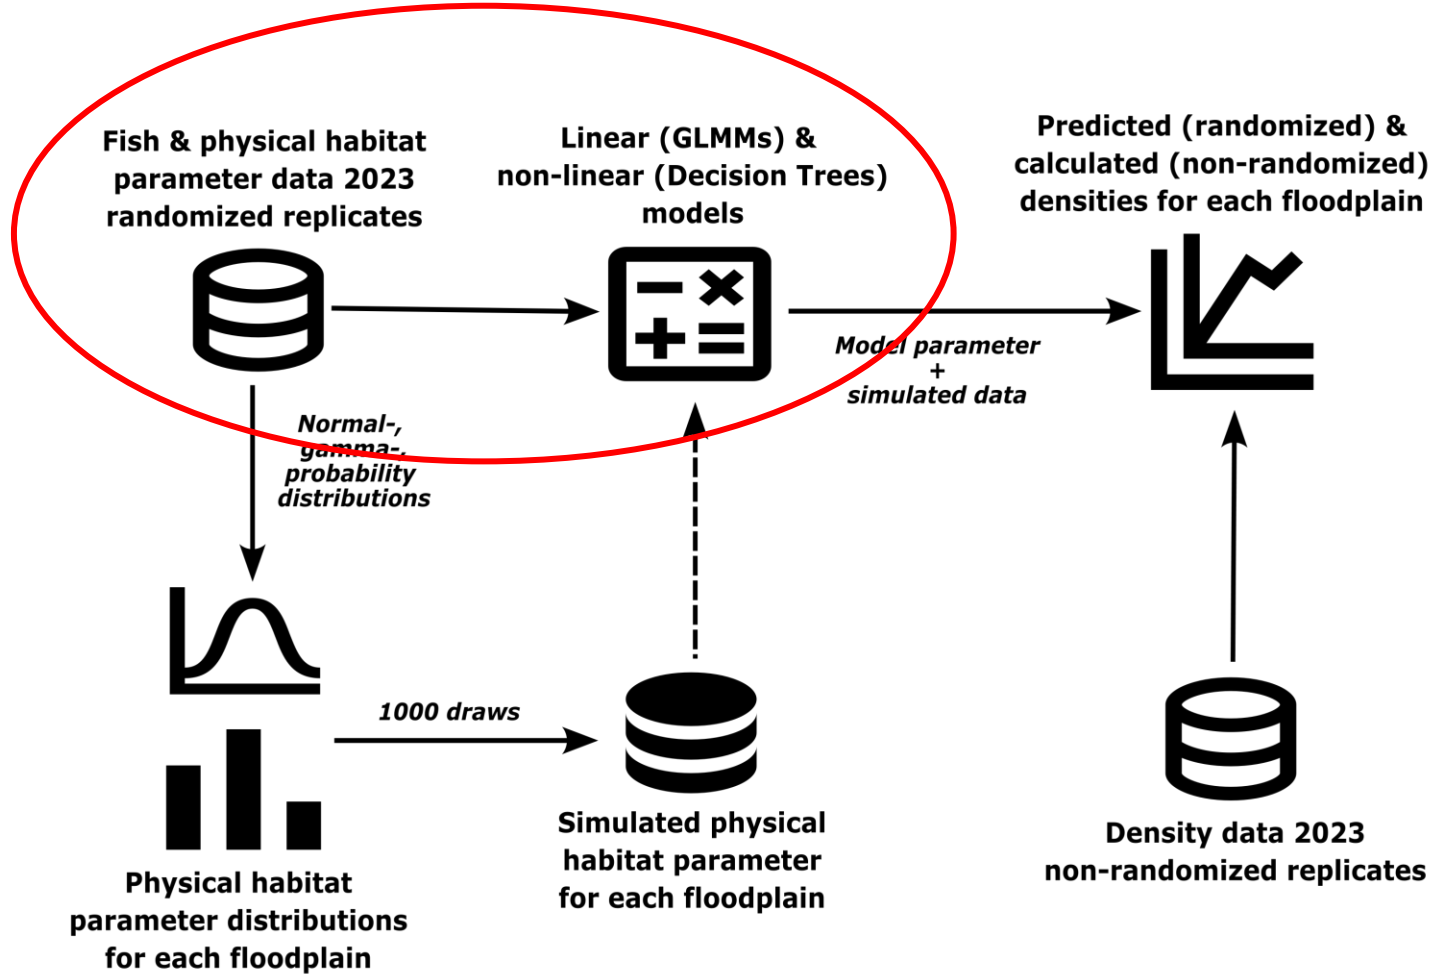 Fish & physical habitat
parameter data 2023
randomized replicates
Linear (GLMMs) &
non-linear (Decision Trees)
models
Predicted (randomized) &
calculated (non-randomized)
densities for each floodplain
Model parameter
+
simulated data
Normal-,
gamma-,
probability
distributions
1000 draws
Physical habitat
parameter distributions
for each floodplain
Simulated physical
habitat parameter
for each floodplain
Density data 2023
non-randomized replicates